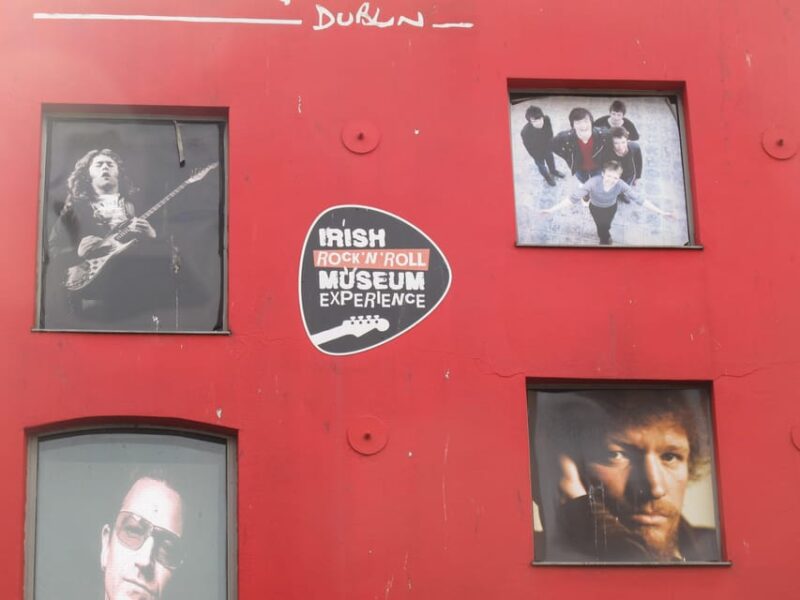 DUBLIN
IRISH
ROCK'N'ROLL
MUSEUM
EXPERIENCE